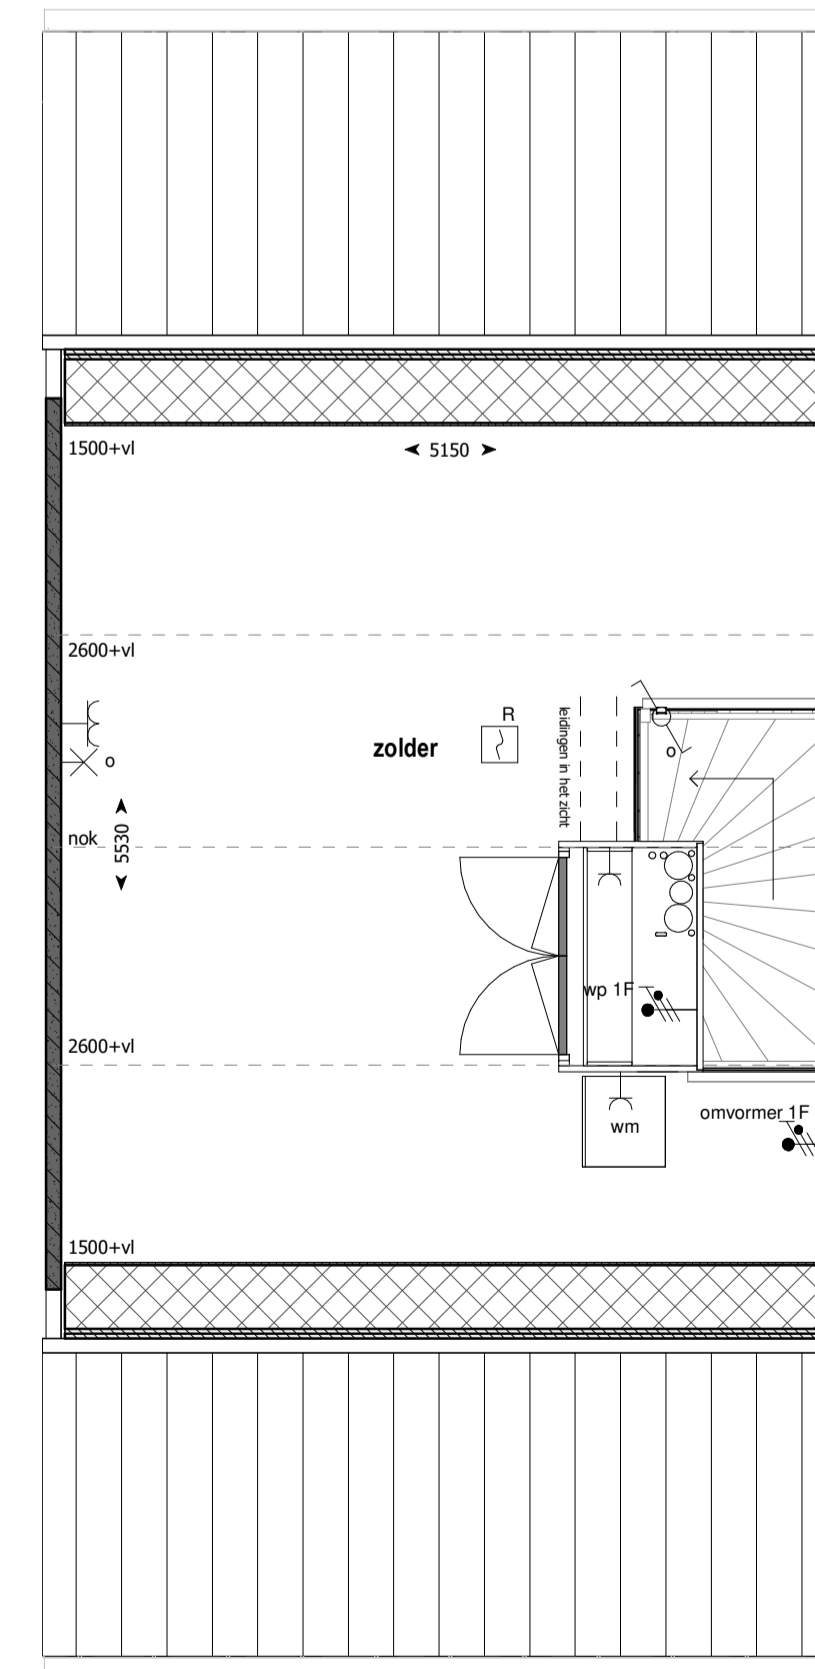 1500+vl
5150
2600+vl
R
zolder
leidingen in het zicht
o
o
nok
5530
wp 1F
2600+vl
omvormer 1F
wm
1500+vl